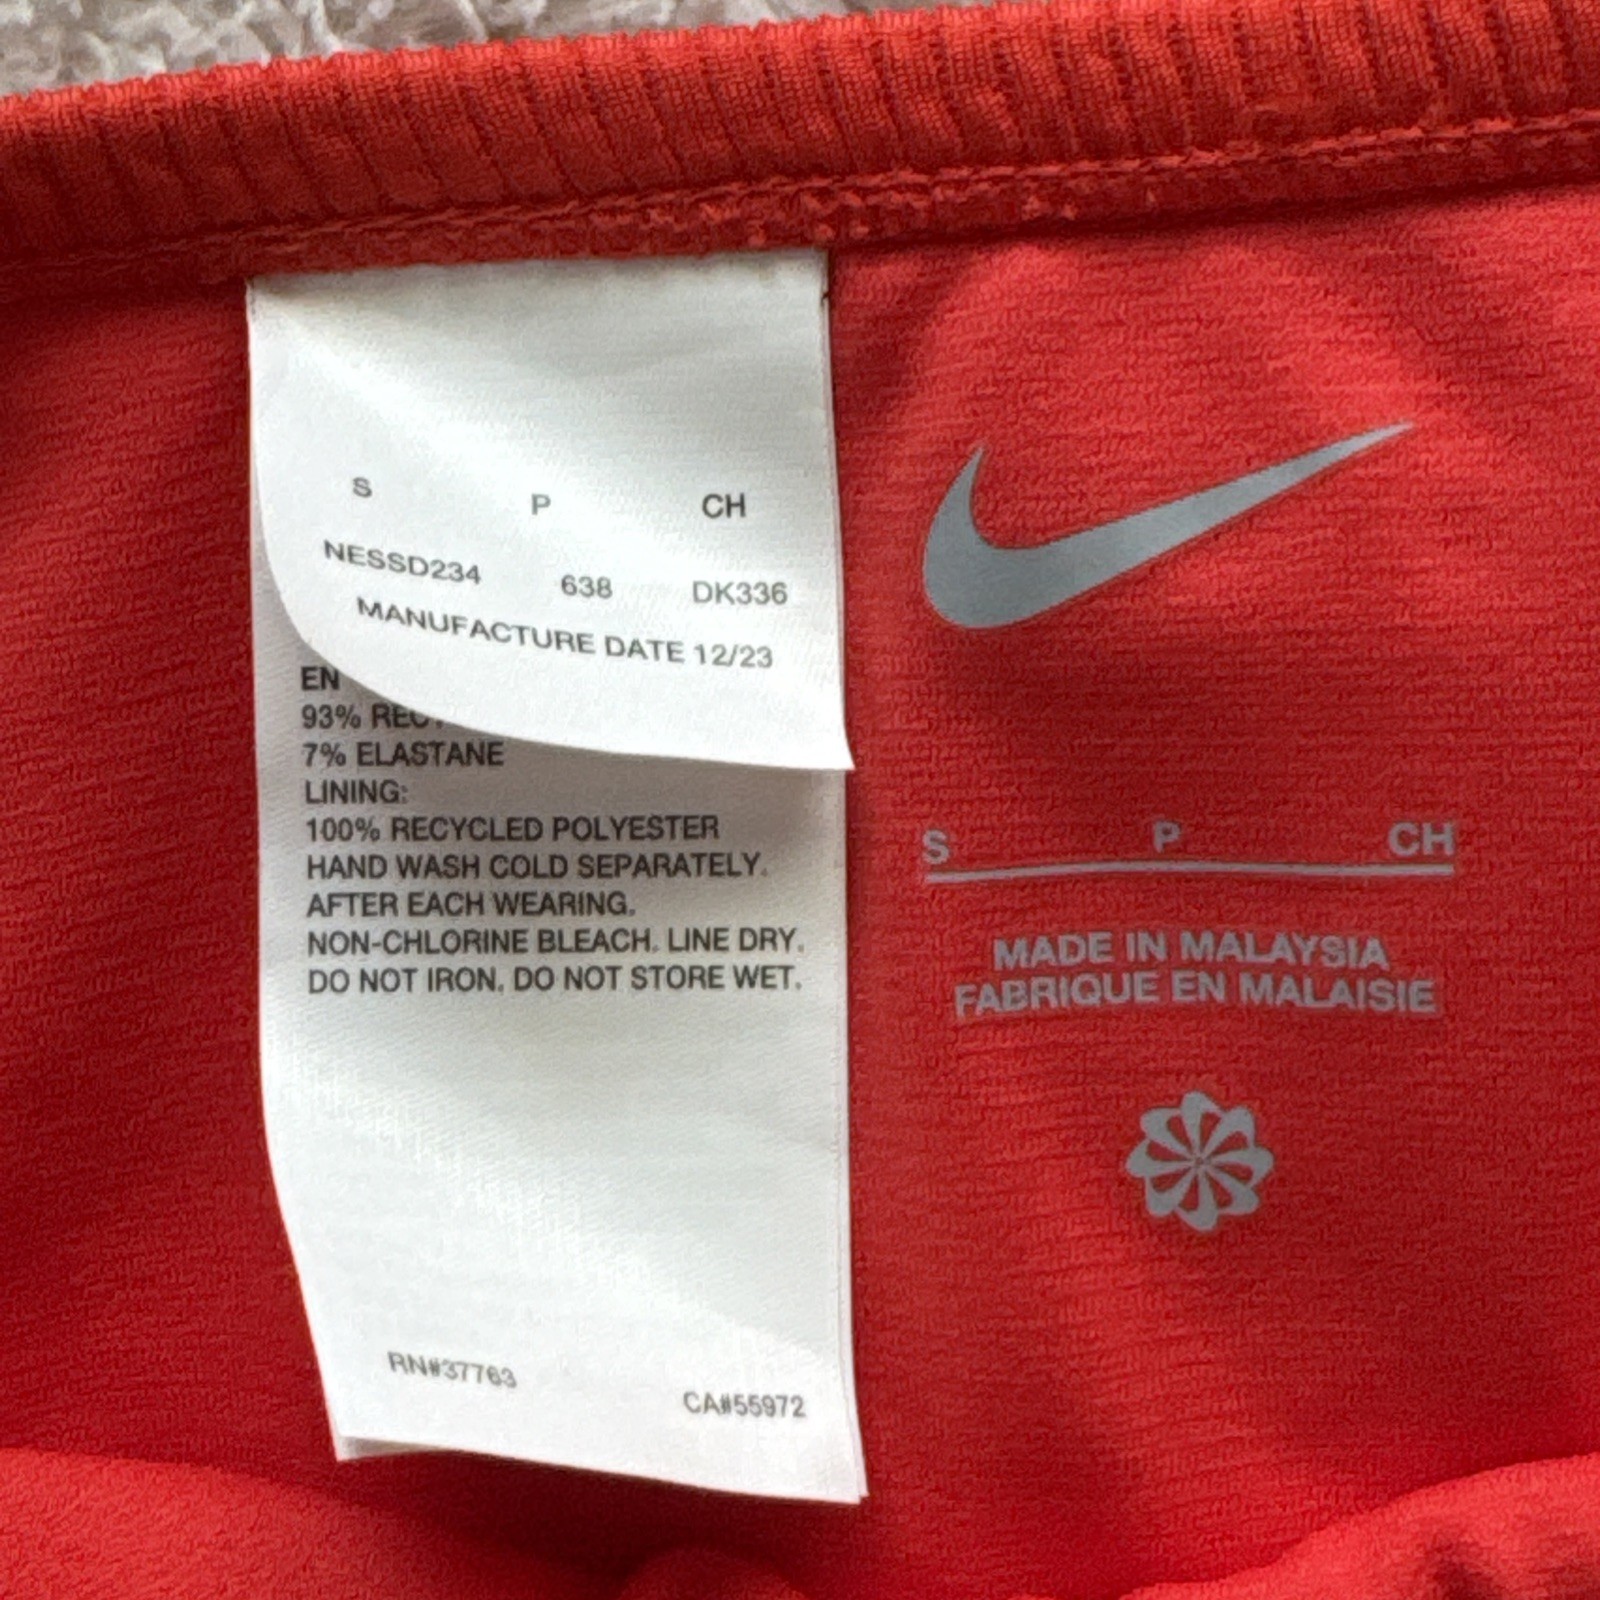 S P CH
NESSD234 638 DK336
MANUFACTURE DATE 12/23
EN
93%
7% ELASTANE
LINING:
100% RECYCLED POLYESTER
HAND WASH COLD SEPARATELY.
AFTER EACH WEARING.
NON-CHLORINE BLEACH. LINE DRY.
DO NOT IRON. DO NOT STORE WET.
RN#37763
CA#55972
S P CH
MADE IN MALAYSIA
FABRIQUE EN MALAISIE